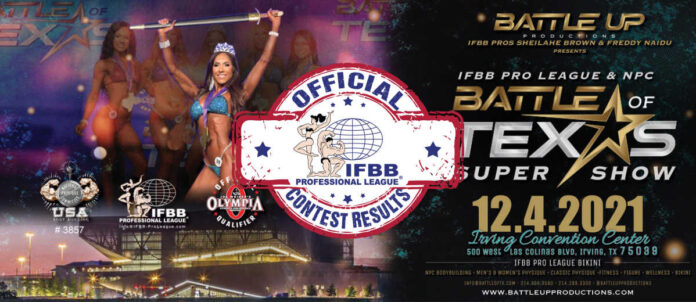 BATTLE OF
TEXAS
OFFICIAL
IFBB
PROFESSIONAL LEAGUE
CONTEST RESULTS
USA
# 3857
IFBB
PROFESSIONAL LEAGUE
OLYMPIA
QUALIFIER
BATTLE UP
PRODUCTIONS
IFBB PROS SHEILAHE BROWN & FREDDY NAIDU
PRESENTS
IFBB PRO LEAGUE & NPC
BATTLE OF
TEXAS
SUPER SHOW
12.4.2021
Irving Convention Center
500 WEST LAS COLINAS BLVD, IRVING, TX 75039
IFBB PRO LEAGUE BIKINI
NPC BODYBUILDING - MEN'S & WOMEN'S PHYSIQUE - CLASSIC PHYSIQUE - FITNESS - FIGURE - WELLNESS - BIKINI
WWW.BATTLEUPPRODUCTIONS.COM